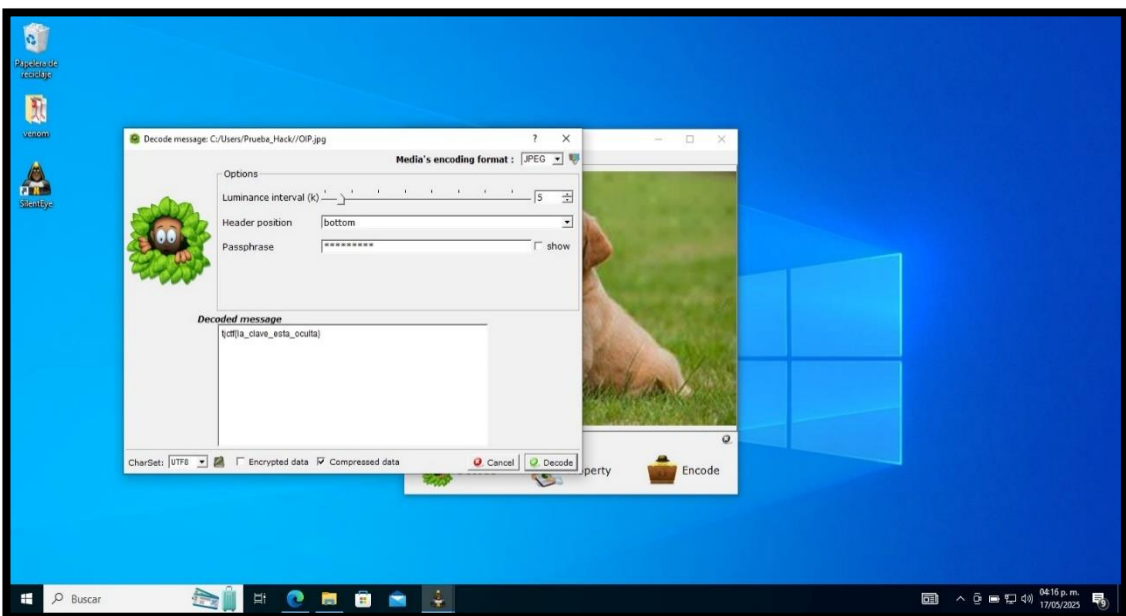 Papelera de
reciclaje
venom
SilentEye
Decode message: C:/Users/Prueba_Hack//OIP.jpg
? X
Media's encoding format : JPEG
Options
Luminance interval (k) 5
Header position bottom
Passphrase ********* show
Decoded message
tjctf{la_clave_esta_oculta}
CharSet: UTF8 Encrypted data Compressed data Cancel Decode
perty
Encode
Buscar
04:16 p. m.
17/05/2025